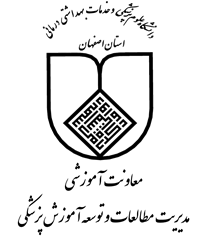 دانشگاه علوم پزشکی و خدمات بهداشتی درمانی
استان اصفهان
معاونت آموزشی
مدیریت مطالعات و توسعه آموزش پزشکی